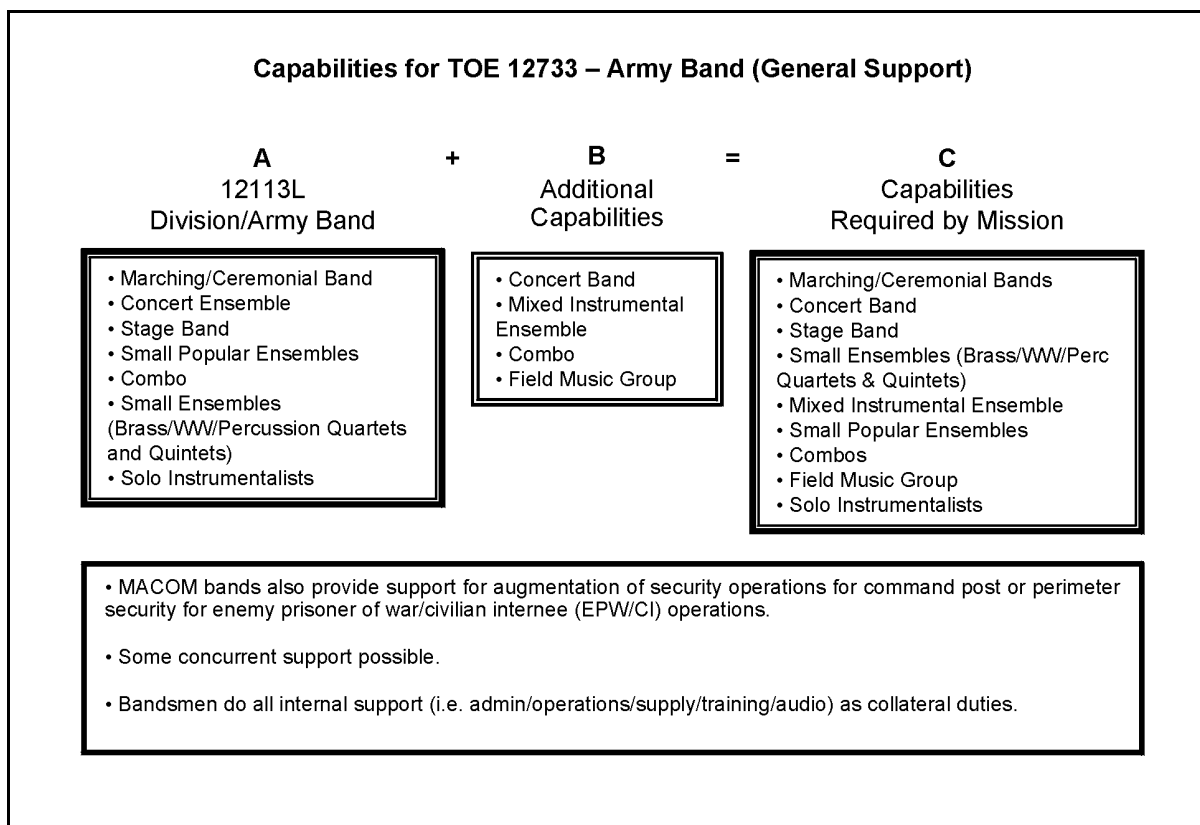 Capabilities for TOE 12733 – Army Band (General Support)
A + B = C
12113L
Division/Army Band
Additional
Capabilities
Capabilities
Required by Mission
• Marching/Ceremonial Band
• Concert Ensemble
• Stage Band
• Small Popular Ensembles
• Combo
• Small Ensembles
(Brass/WW/Percussion Quartets
and Quintets)
• Solo Instrumentalists
• Concert Band
• Mixed Instrumental
Ensemble
• Combo
• Field Music Group
• Marching/Ceremonial Bands
• Concert Band
• Stage Band
• Small Ensembles (Brass/WW/Perc
Quartets & Quintets)
• Mixed Instrumental Ensemble
• Small Popular Ensembles
• Combos
• Field Music Group
• Solo Instrumentalists
• MACOM bands also provide support for augmentation of security operations for command post or perimeter
security for enemy prisoner of war/civilian internee (EPW/CI) operations.
• Some concurrent support possible.
• Bandsmen do all internal support (i.e. admin/operations/supply/training/audio) as collateral duties.